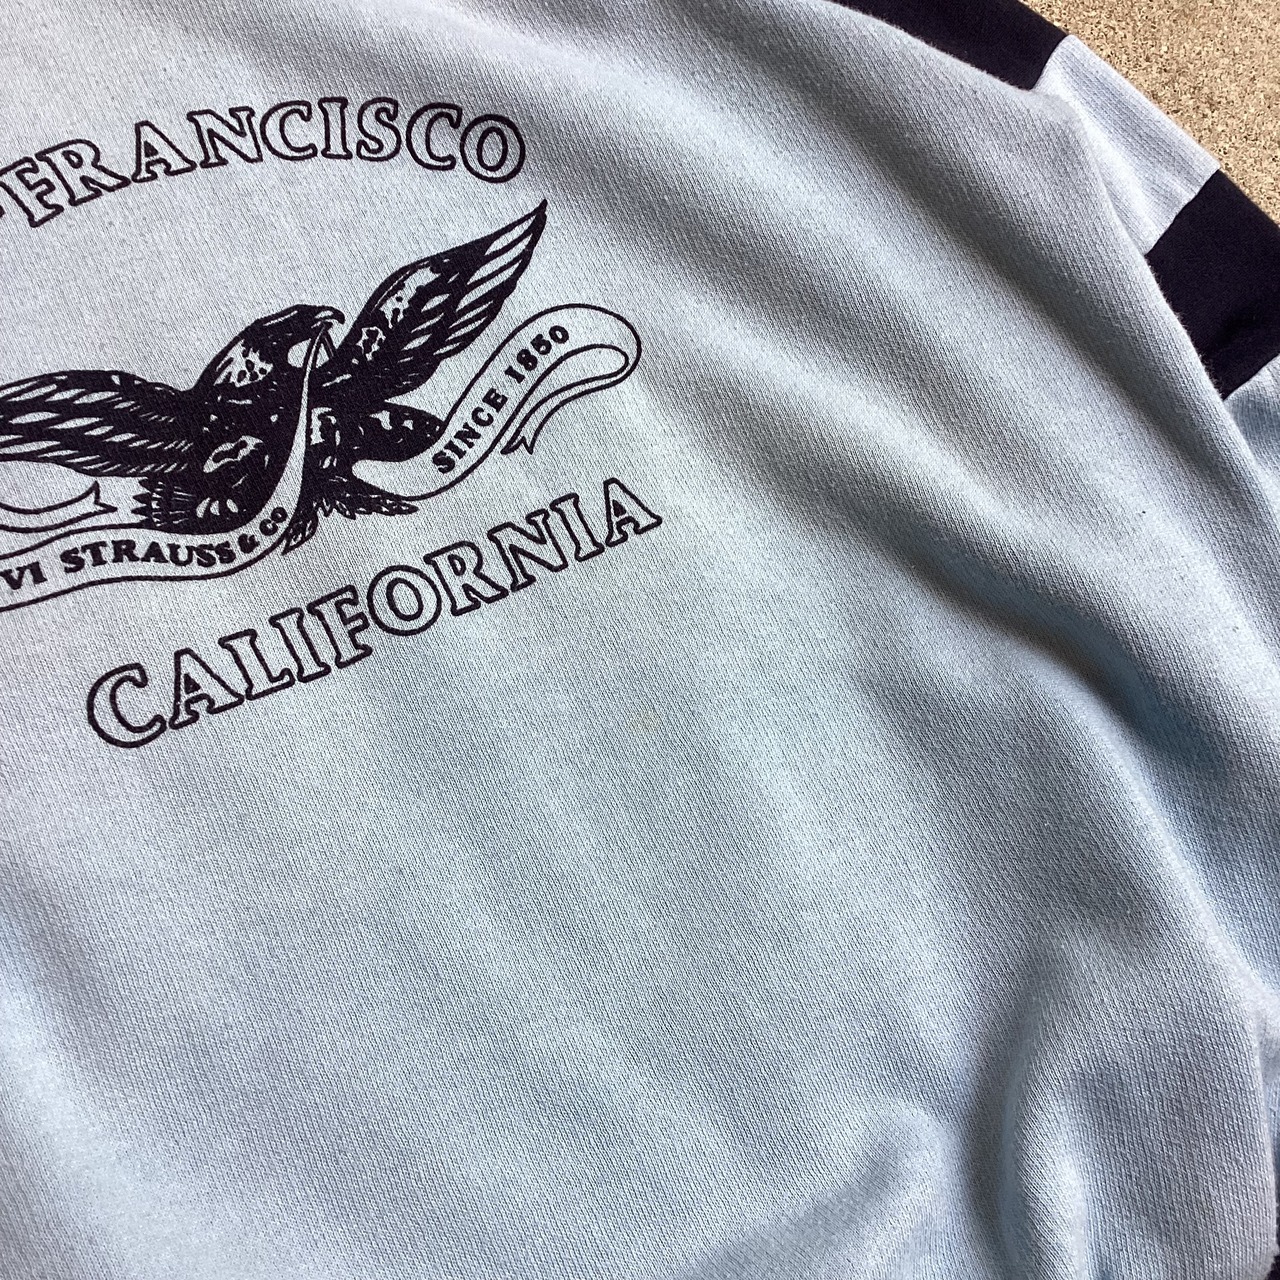 FRANCISCO
SINCE 1850
VI STRAUSS & CO
CALIFORNIA